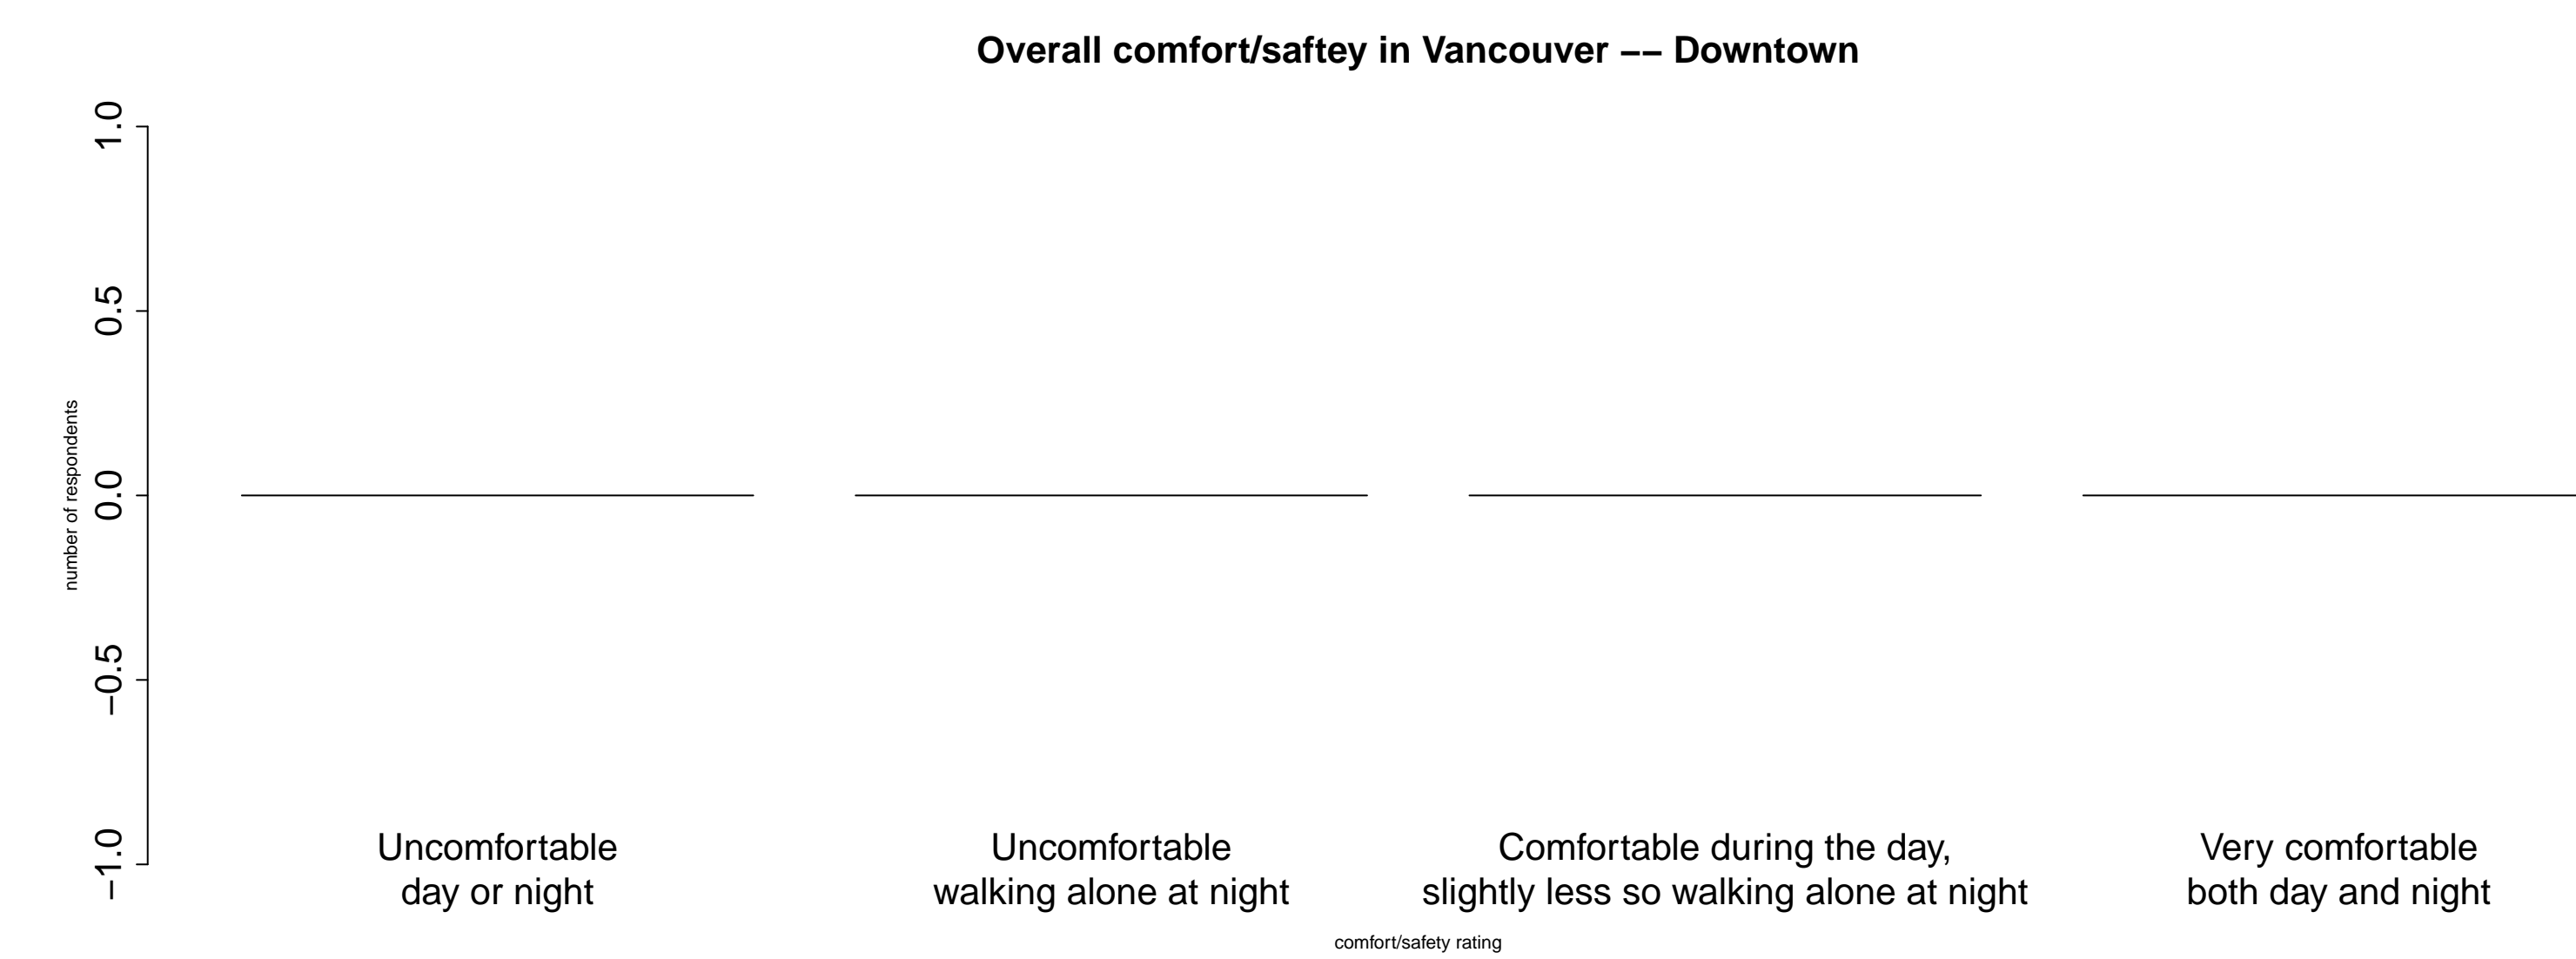 Overall comfort/saftey in Vancouver −− Downtown
1.0
0.5
0.0
−0.5
−1.0
number of respondents
Uncomfortable
day or night
Uncomfortable
walking alone at night
Comfortable during the day,
slightly less so walking alone at night
Very comfortable
both day and night
comfort/safety rating